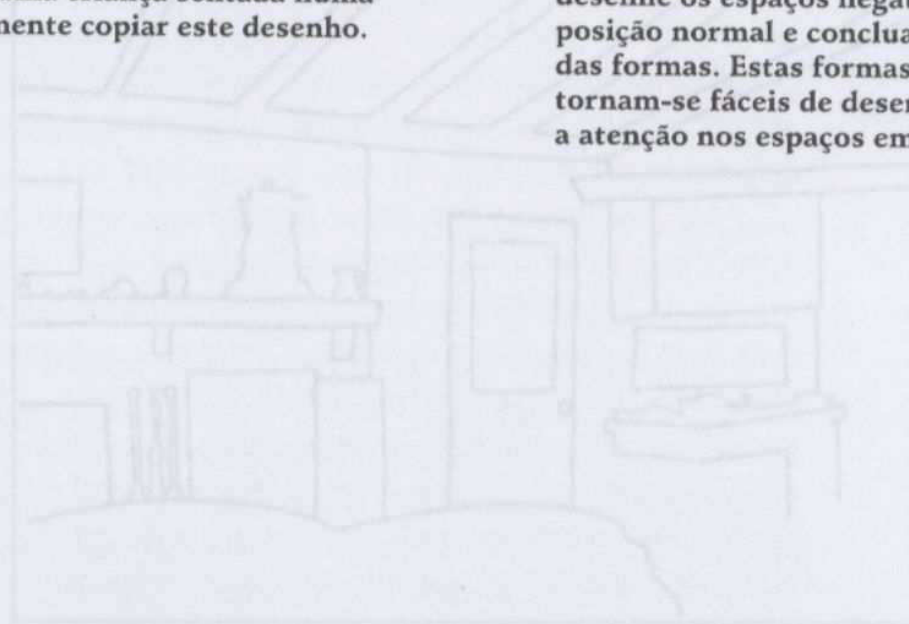 mente copiar este desenho.
posição normal e conclua
das formas. Estas formas
tornam-se fáceis de
a atenção nos espaços em